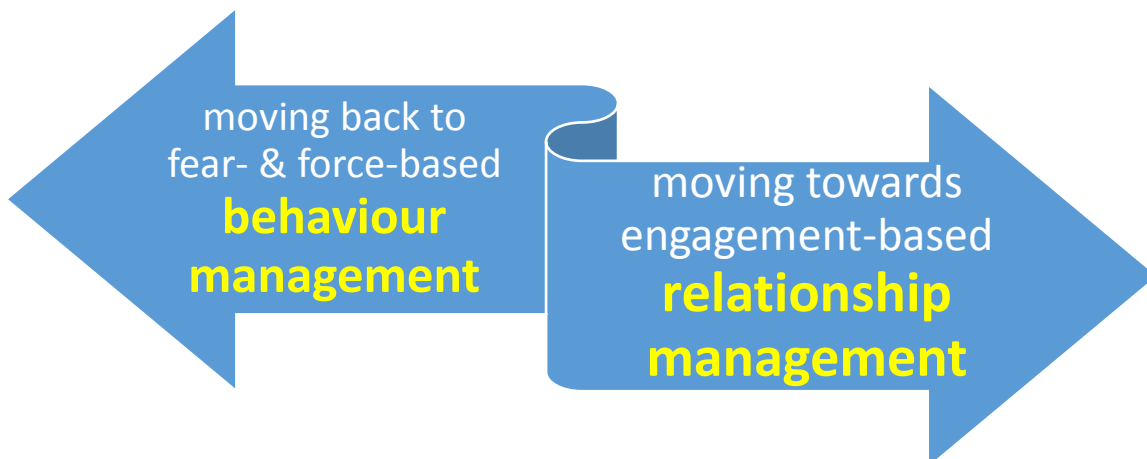 moving back to
fear- & force-based
behaviour
management
moving towards
engagement-based
relationship
management